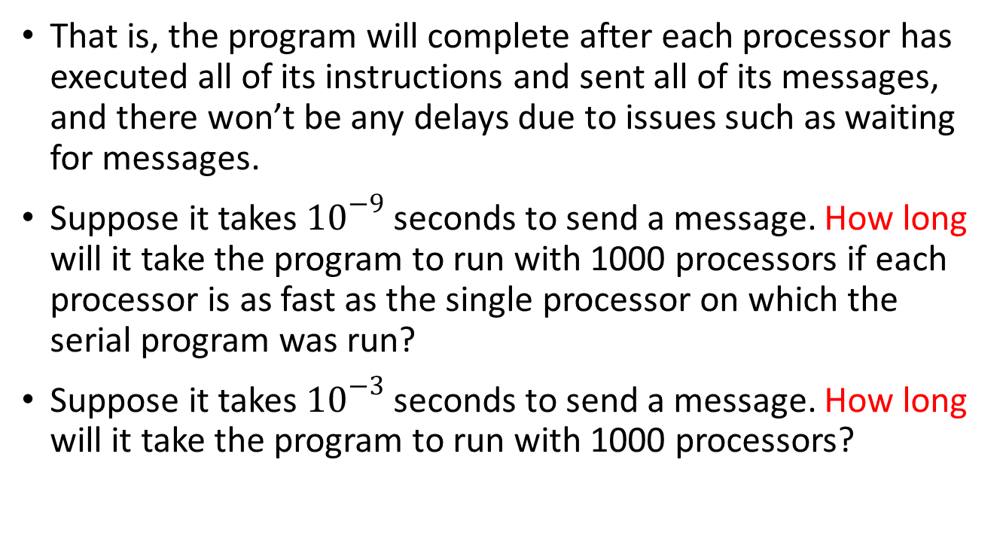 • That is, the program will complete after each processor has
executed all of its instructions and sent all of its messages,
and there won’t be any delays due to issues such as waiting
for messages.
• Suppose it takes 10⁻⁹ seconds to send a message. How long
will it take the program to run with 1000 processors if each
processor is as fast as the single processor on which the
serial program was run?
• Suppose it takes 10⁻³ seconds to send a message. How long
will it take the program to run with 1000 processors?